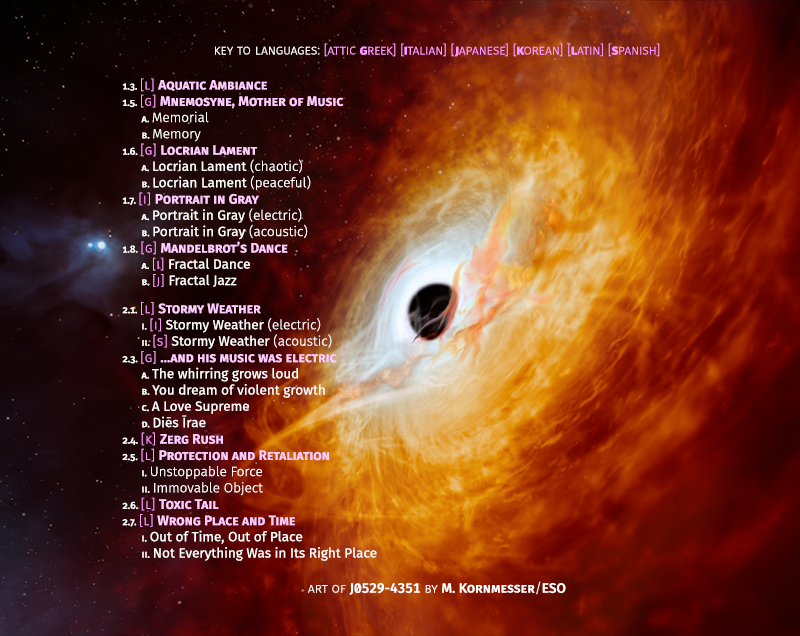 KEY TO LANGUAGES: [ATTIC GREEK] [ITALIAN] [JAPANESE] [KOREAN] [LATIN] [SPANISH]
1.3. [L] AQUATIC AMBIANCE
1.5. [G] MNEMOSYNE, MOTHER OF MUSIC
A. Memorial
B. Memory
1.6. [G] LOCRIAN LAMENT
A. Locrian Lament (chaotic)
B. Locrian Lament (peaceful)
1.7. [I] PORTRAIT IN GRAY
A. Portrait in Gray (electric)
B. Portrait in Gray (acoustic)
1.8. [G] MANDELBROT'S DANCE
A. [I] Fractal Dance
B. [J] Fractal Jazz
2.1. [L] STORMY WEATHER
I. [I] Stormy Weather (electric)
II. [S] Stormy Weather (acoustic)
2.3. [G] …AND HIS MUSIC WAS ELECTRIC
A. The whirring grows loud
B. You dream of violent growth
C. A Love Supreme
D. Diēs Īrae
2.4. [K] ZERG RUSH
2.5. [L] PROTECTION AND RETALIATION
I. Unstoppable Force
II. Immovable Object
2.6. [L] TOXIC TAIL
2.7. [L] WRONG PLACE AND TIME
I. Out of Time, Out of Place
II. Not Everything Was in Its Right Place
ART OF J0529-4351 BY M. KORNMESSER/ESO